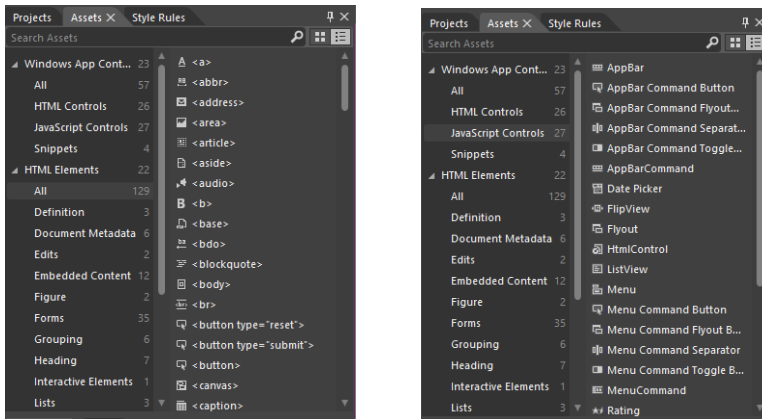 Projects Assets × Style Rules
Search Assets
Windows App Cont... 23
All 57
HTML Controls 26
JavaScript Controls 27
Snippets 4
HTML Elements 22
All 129
Definition 3
Document Metadata 6
Edits 2
Embedded Content 12
Figure 2
Forms 35
Grouping 6
Heading 7
Interactive Elements 1
Lists 3
<a>
<abbr>
<address>
<area>
<article>
<aside>
<audio>
B <b>
<base>
<bdo>
<blockquote>
<body>
<br>
<button type="reset">
<button type="submit">
<button>
<canvas>
<caption>
Projects Assets × Style Rules
Search Assets
Windows App Cont... 23
All 57
HTML Controls 26
JavaScript Controls 27
Snippets 4
HTML Elements 22
All 129
Definition 3
Document Metadata 6
Edits 2
Embedded Content 12
Figure 2
Forms 35
Grouping 6
Heading 7
Interactive Elements 1
Lists 3
AppBar
AppBar Command Button
AppBar Command Flyout...
AppBar Command Separat...
AppBar Command Toggle...
AppBarCommand
Date Picker
FlipView
Flyout
HtmlControl
ListView
Menu
Menu Command Button
Menu Command Flyout B...
Menu Command Separator
Menu Command Toggle B...
MenuCommand
Rating